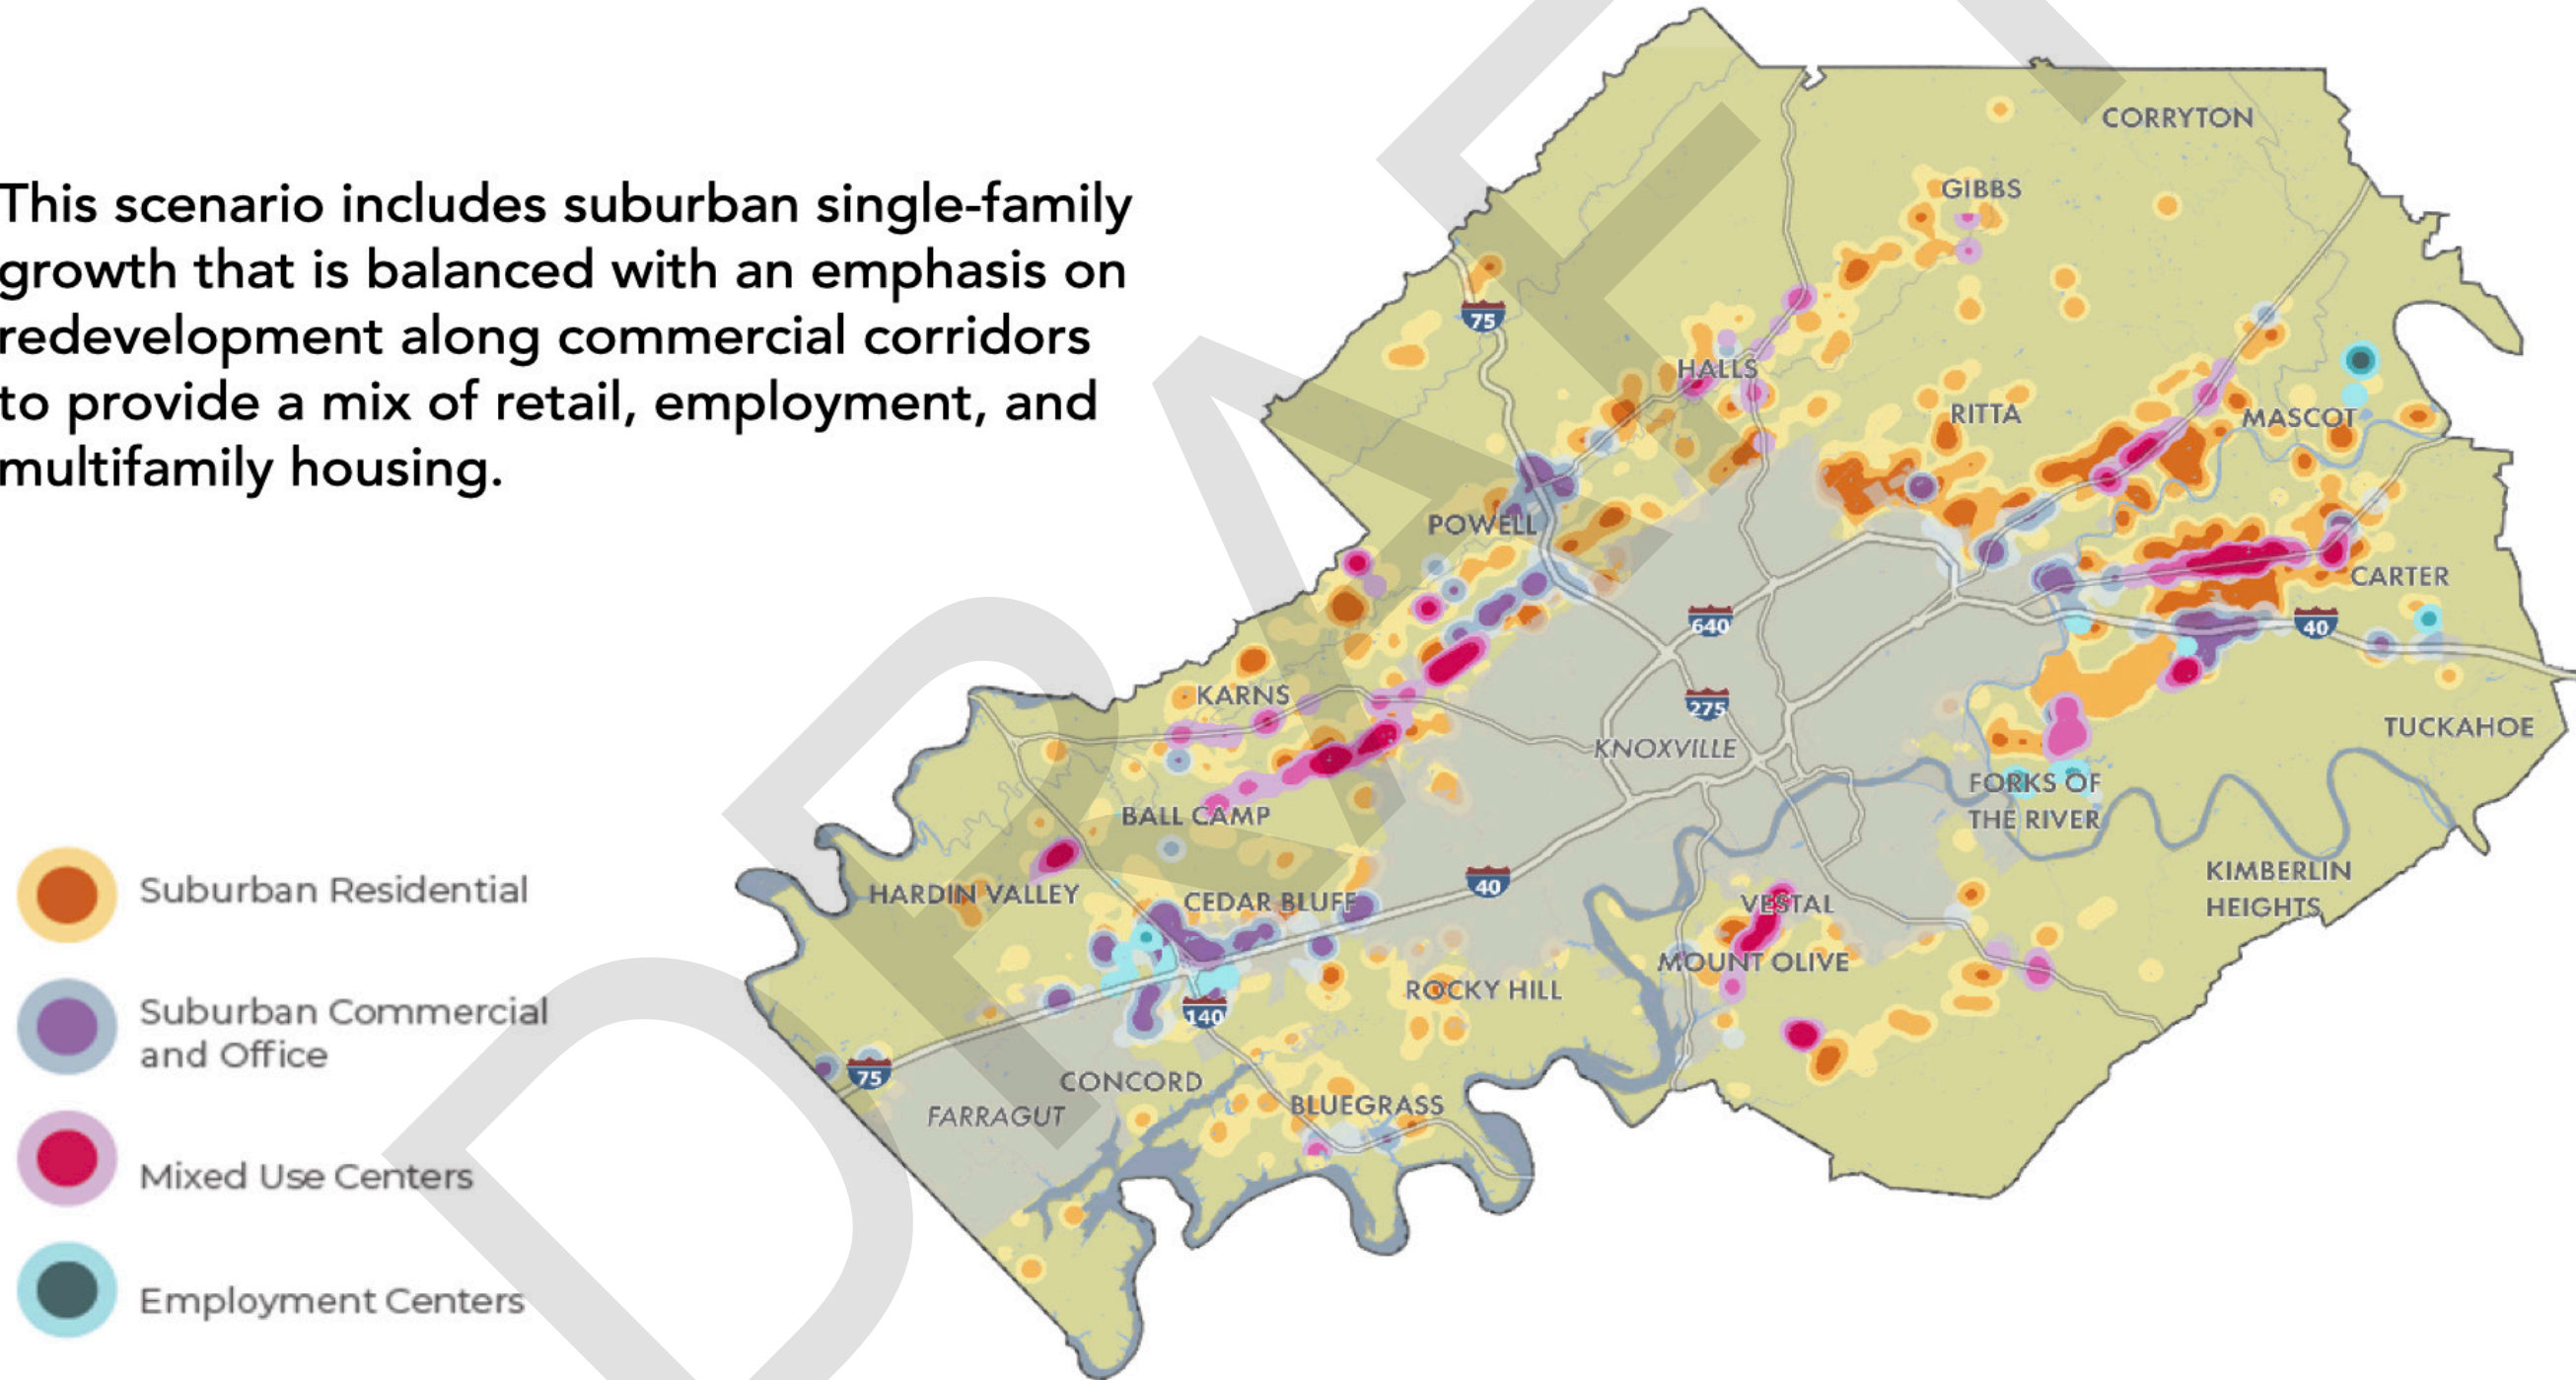 This scenario includes suburban single-family
growth that is balanced with an emphasis on
redevelopment along commercial corridors
to provide a mix of retail, employment, and
multifamily housing.
Suburban Residential
Suburban Commercial
and Office
Mixed Use Centers
Employment Centers
DRAFT
CORRYTON
GIBBS
75
HALLS
RITTA
MASCOT
POWELL
CARTER
640
40
KARNS
275
TUCKAHOE
KNOXVILLE
FORKS OF
THE RIVER
BALL CAMP
KIMBERLIN
HEIGHTS
40
HARDIN VALLEY
CEDAR BLUFF
VESTAL
MOUNT OLIVE
ROCKY HILL
140
75
CONCORD
BLUEGRASS
FARRAGUT